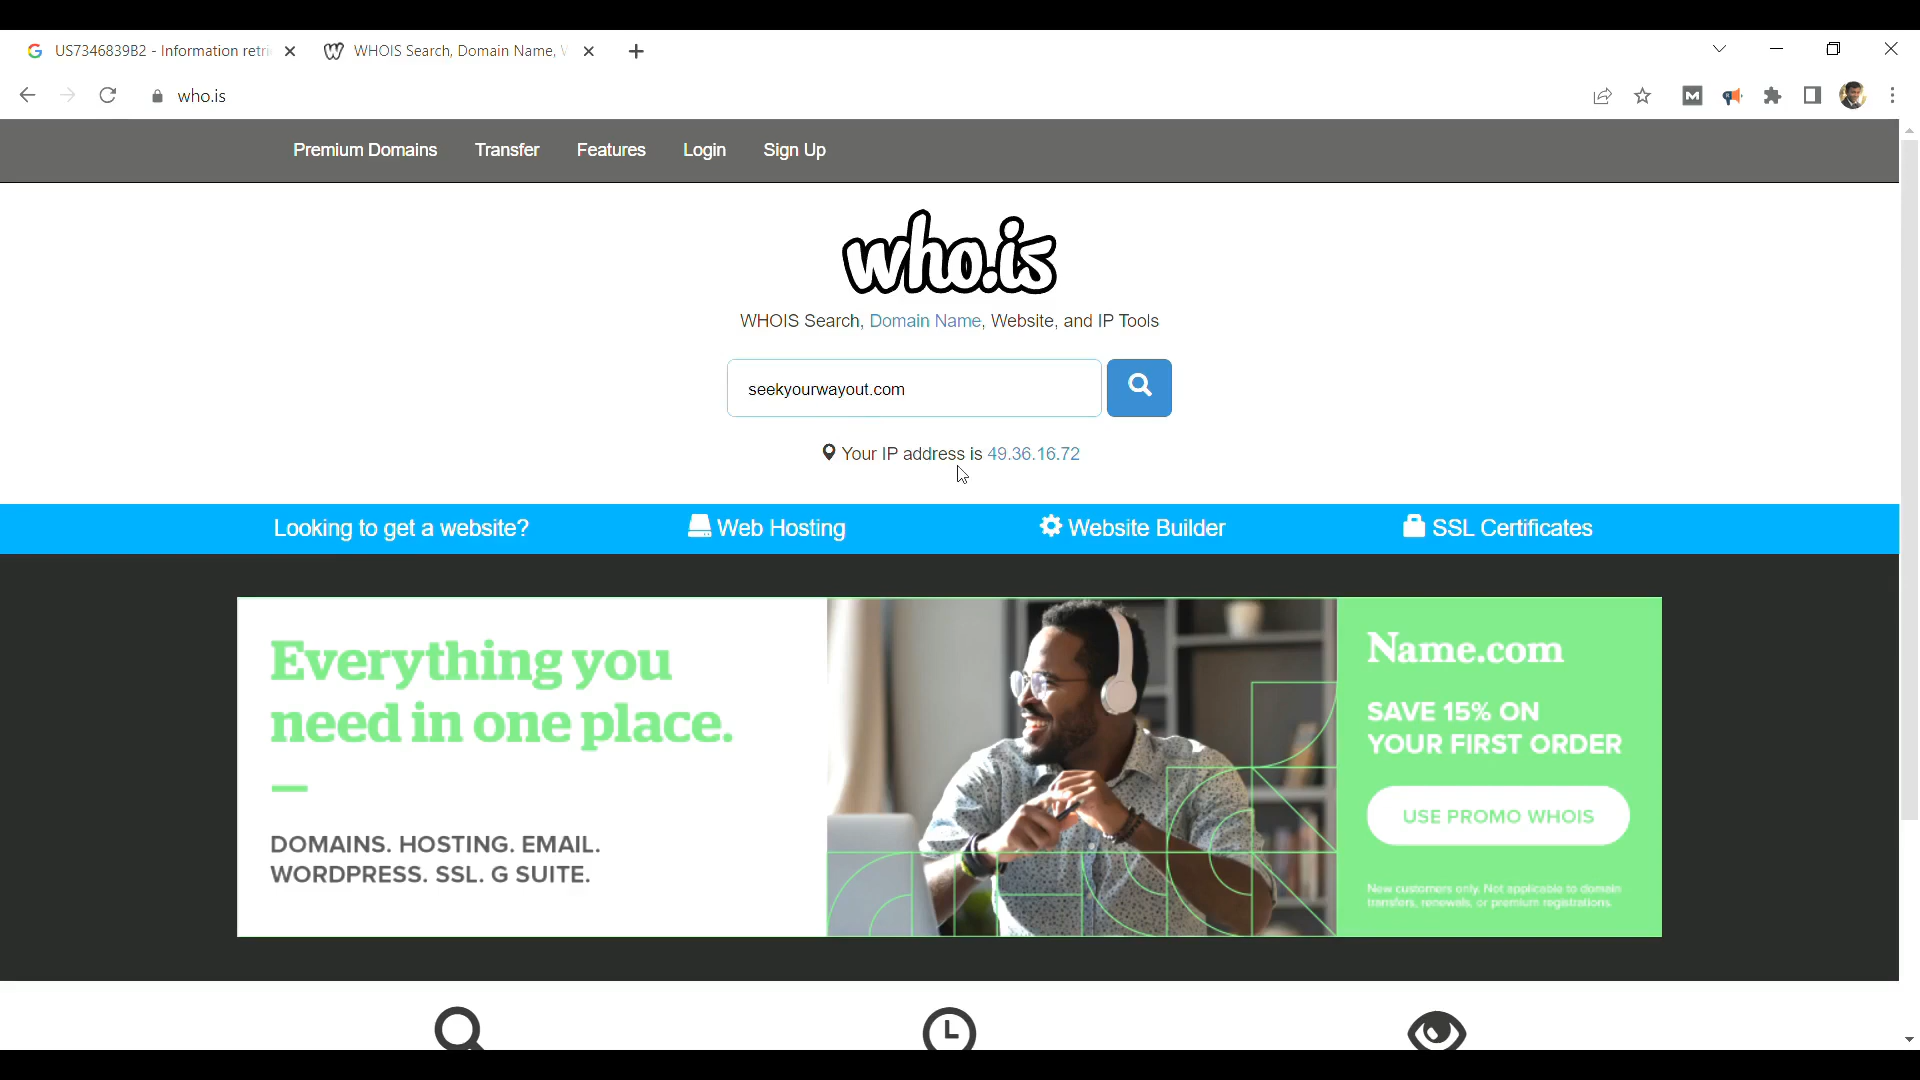 US7346839B2 - Information retri
WHOIS Search, Domain Name,
who.is
Premium Domains
Transfer
Features
Login
Sign Up
who.is
WHOIS Search, Domain Name, Website, and IP Tools
seekyourwayout.com
Your IP address is 49.36.16.72
Looking to get a website?
Web Hosting
Website Builder
SSL Certificates
Everything you
need in one place.
DOMAINS. HOSTING. EMAIL.
WORDPRESS. SSL. G SUITE.
Name.com
SAVE 15% ON
YOUR FIRST ORDER
USE PROMO WHOIS
New customers only. Not applicable to domain
transfers, renewals, or premium registrations.